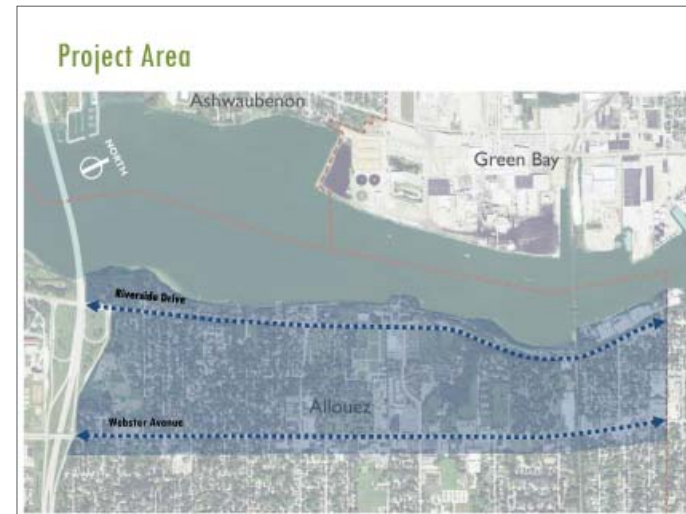 Project Area
Ashwaubenon
NORTH
Green Bay
Riverside Drive
Allouez
Webster Avenue